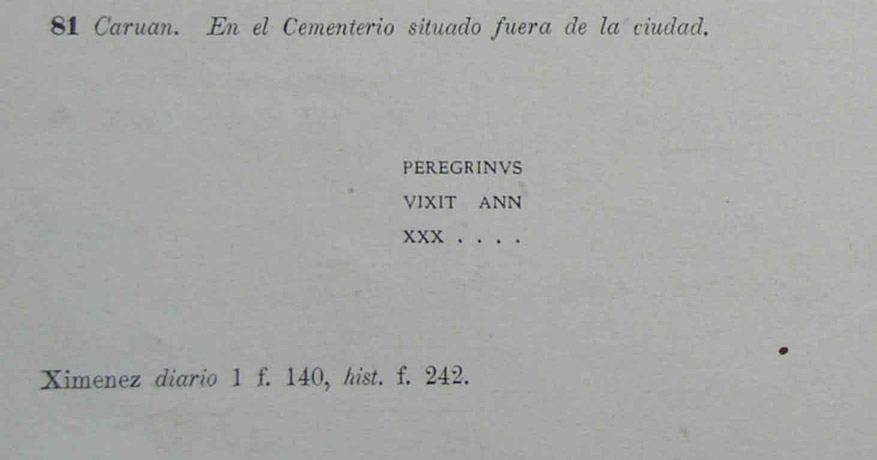 81 Caruan. En el Cementerio situado fuera de la ciudad.
PEREGRINVS
VIXIT ANN
XXX . . . .
Ximenez diario 1 f. 140, hist. f. 242.